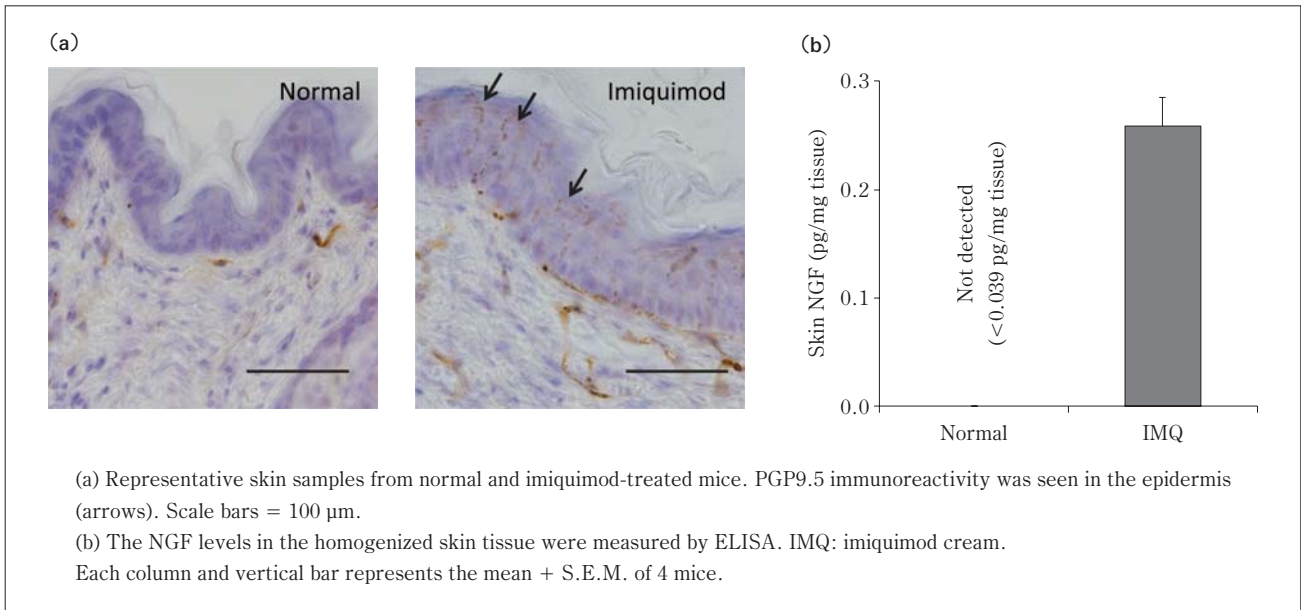 (a)
Normal
Imiquimod
(b)
Skin NGF (pg/mg tissue)
0.3
0.2
0.1
0.0
Not detected
(<0.039 pg/mg tissue)
Normal
IMQ
(a) Representative skin samples from normal and imiquimod-treated mice. PGP9.5 immunoreactivity was seen in the epidermis
(arrows). Scale bars = 100 μm.
(b) The NGF levels in the homogenized skin tissue were measured by ELISA. IMQ: imiquimod cream.
Each column and vertical bar represents the mean + S.E.M. of 4 mice.